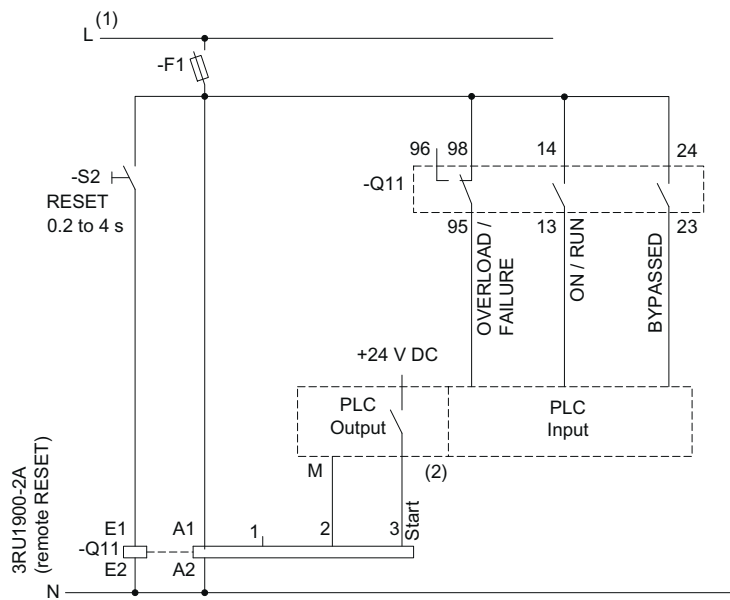 L (1)
-F1
-S2
RESET
0.2 to 4 s
96 98 14 24
-Q11
95 13 23
OVERLOAD /
FAILURE
ON / RUN
BYPASSED
+24 V DC
PLC
Output
PLC
Input
M (2)
3RU1900-2A
(remote RESET)
E1 A1 1 2 3 Start
-Q11
E2 A2
N